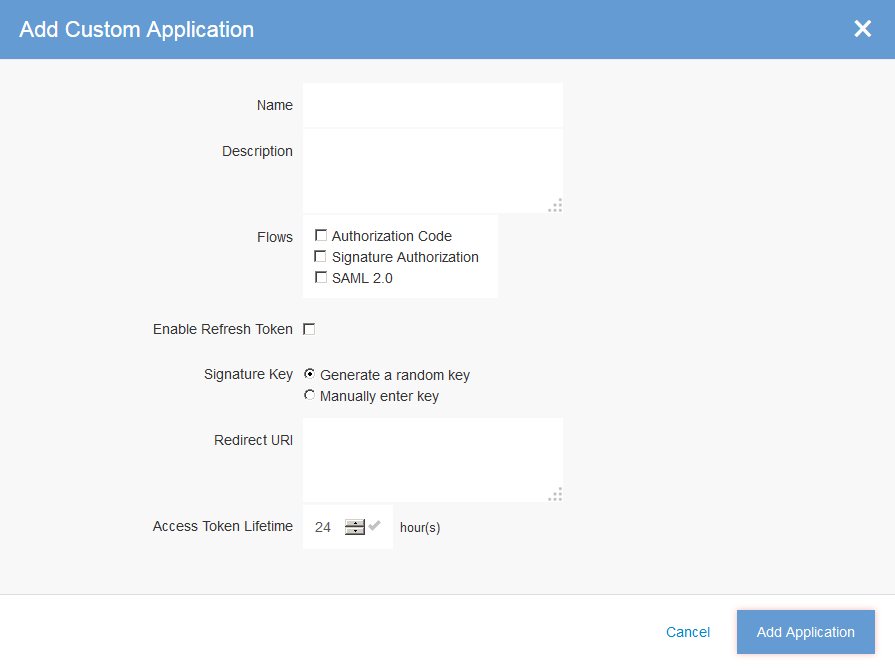 Add Custom Application
Name
Description
Flows
Authorization Code
Signature Authorization
SAML 2.0
Enable Refresh Token
Signature Key
Generate a random key
Manually enter key
Redirect URI
Access Token Lifetime 24 hour(s)
Cancel Add Application